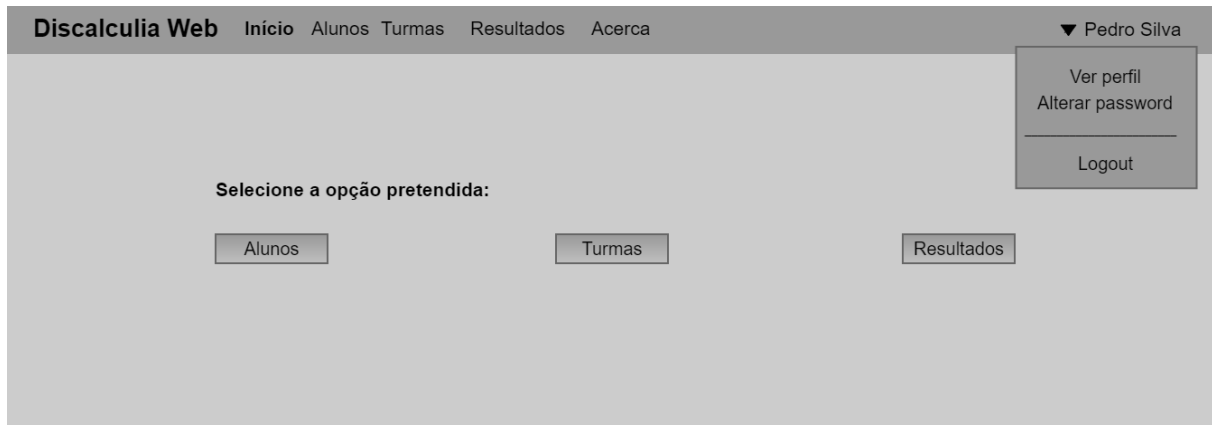 Discalculia Web Início Alunos Turmas Resultados Acerca ▼ Pedro Silva
Ver perfil
Alterar password
Logout
Selecione a opção pretendida:
Alunos Turmas Resultados